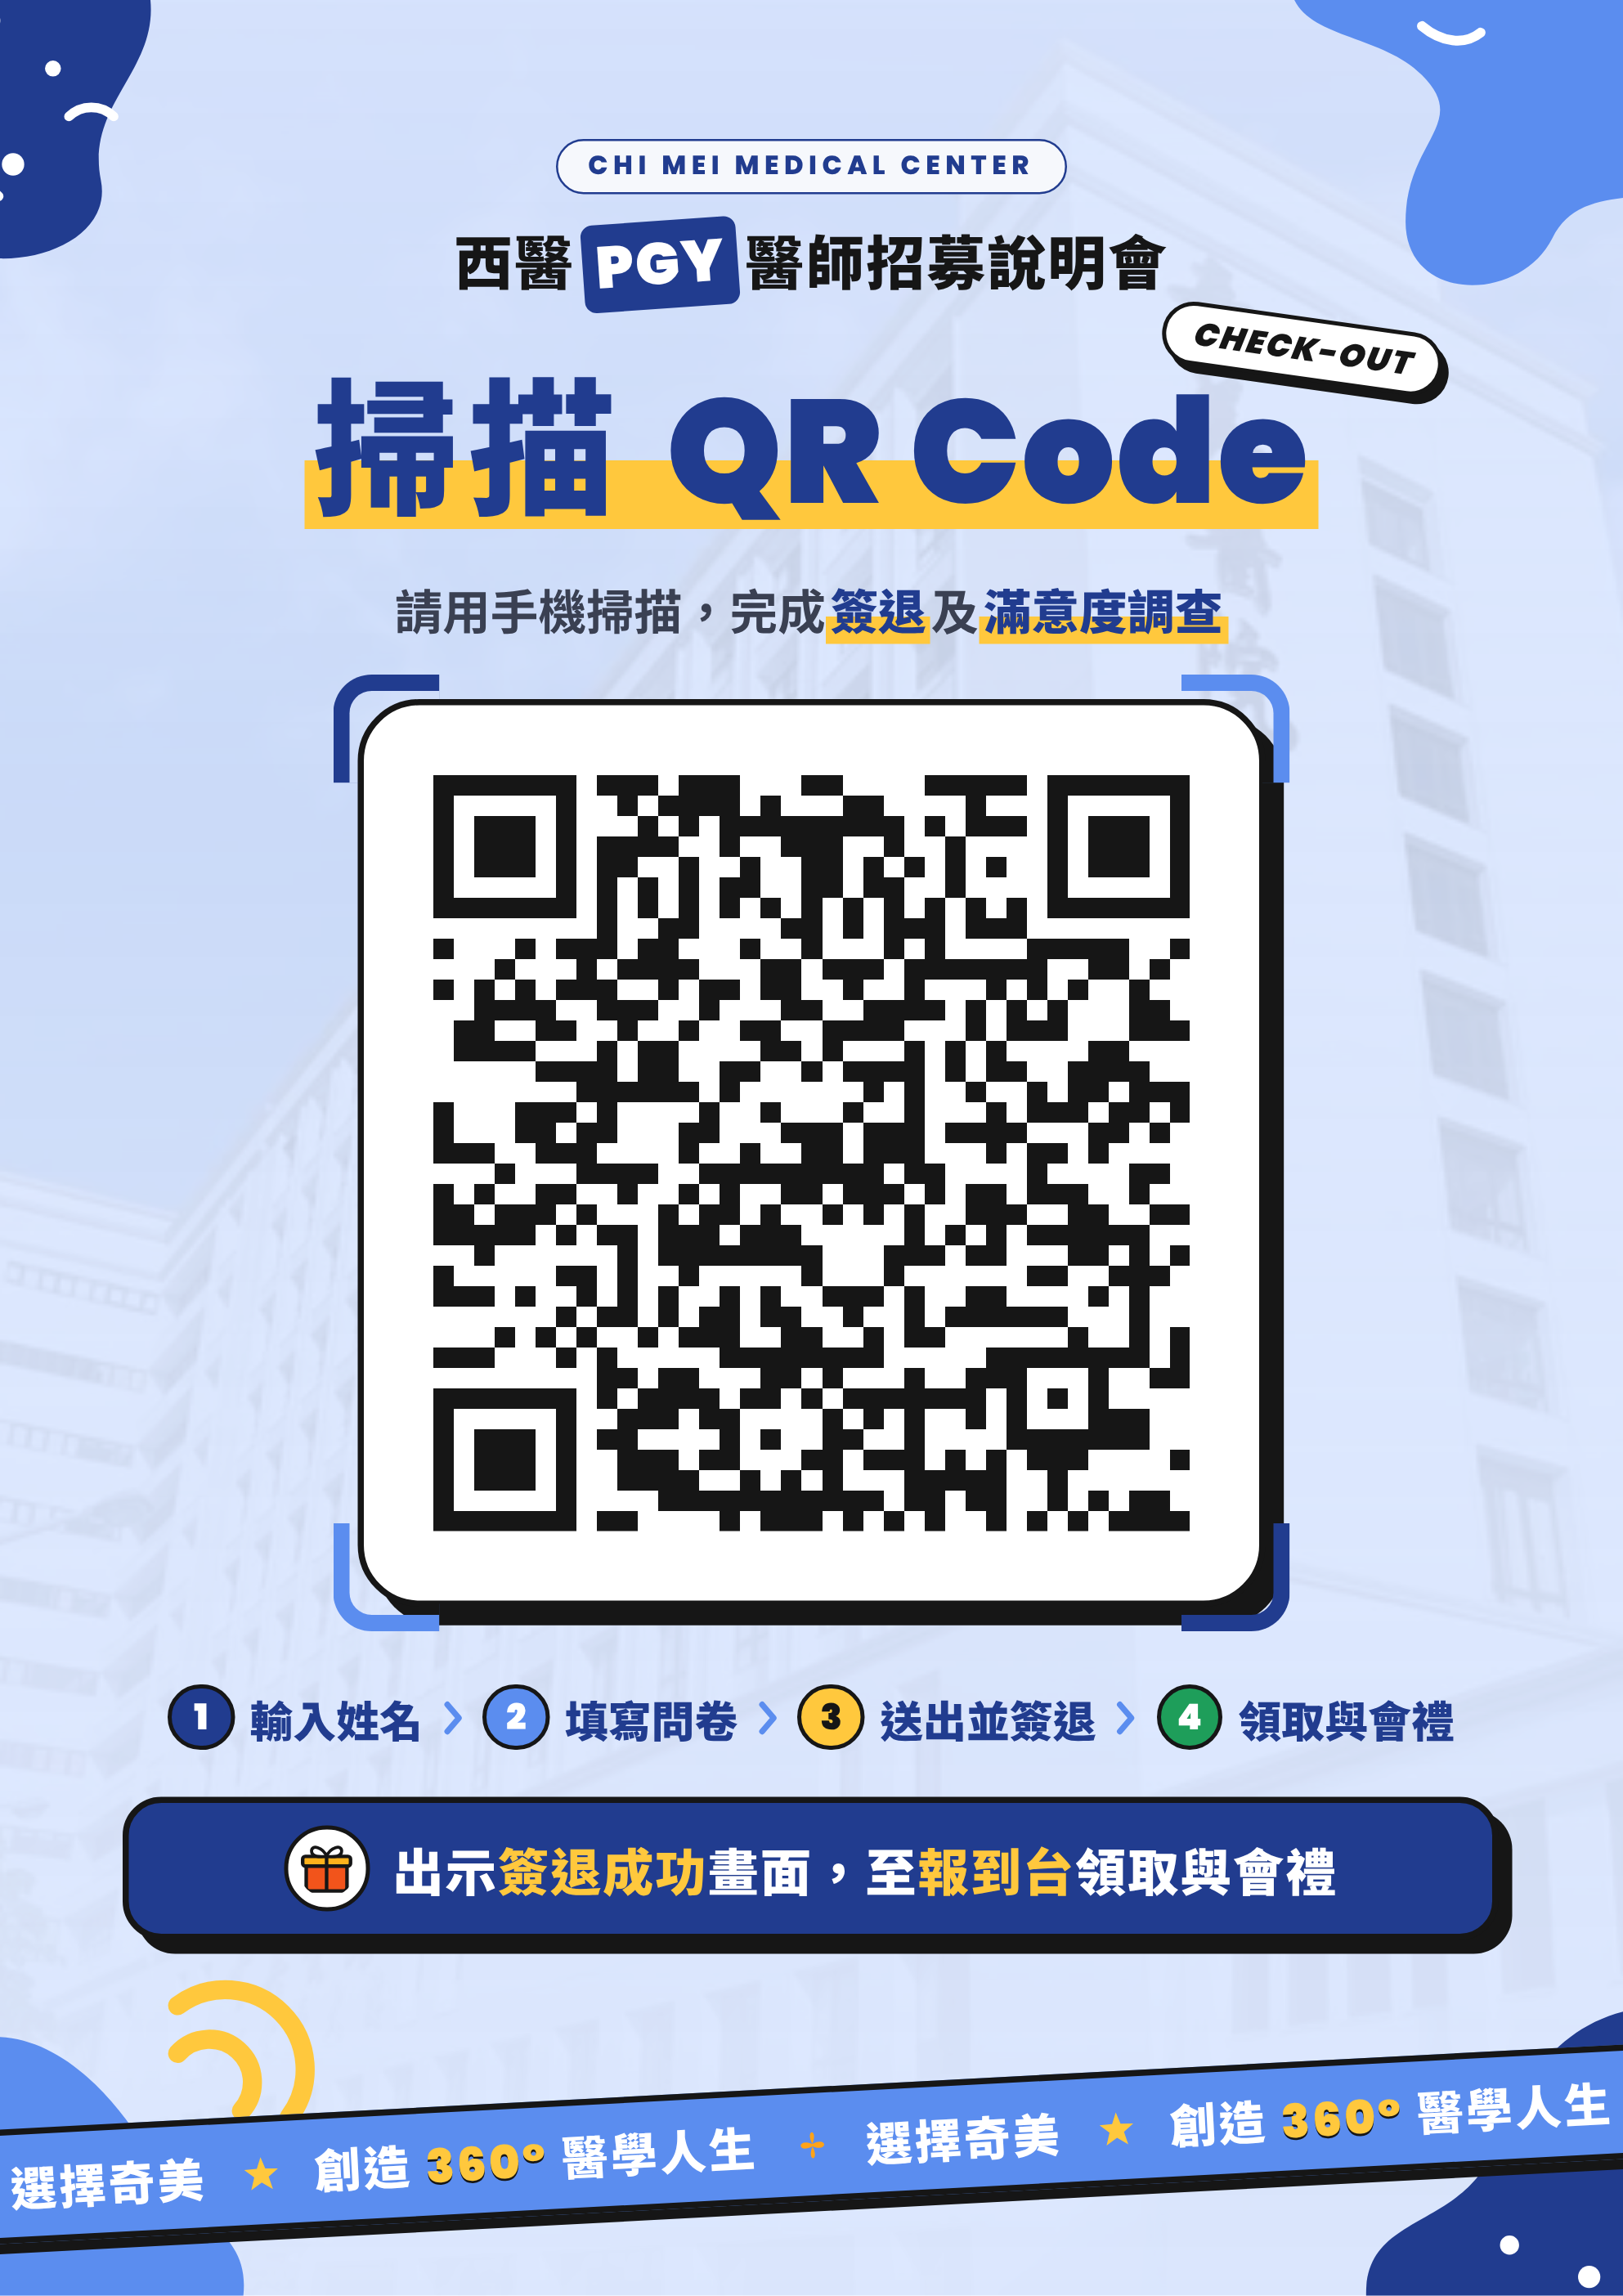 CHI MEI MEDICAL CENTER
西醫 PGY 醫師招募說明會
CHECK-OUT
掃描 QR Code
請用手機掃描，完成簽退及滿意度調查
1 輸入姓名 > 2 填寫問卷 > 3 送出並簽退 > 4 領取與會禮
出示簽退成功畫面，至報到台領取與會禮
選擇奇美 ★ 創造 360° 醫學人生 選擇奇美 ★ 創造 360° 醫學人生